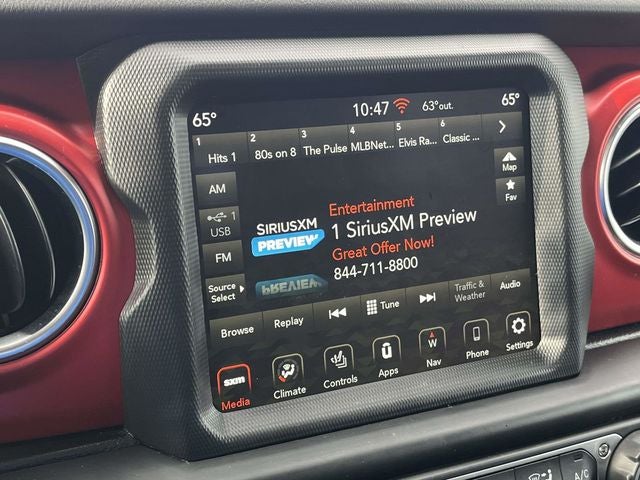 65° 10:47 63°out. 65°
1 2 3 4 5 6
Hits 1 80s on 8 The Pulse MLBNet... Elvis Ra... Classic ...
AM
Map
1
USB
Fav
FM
Source
Select
SIRIUSXM
PREVIEW
Entertainment
1 SiriusXM Preview
Great Offer Now!
844-711-8800
PREVIEW
Browse Replay Tune Traffic & Audio
Weather
sxm
W
Media Climate Controls Apps Nav Phone Settings
A/C